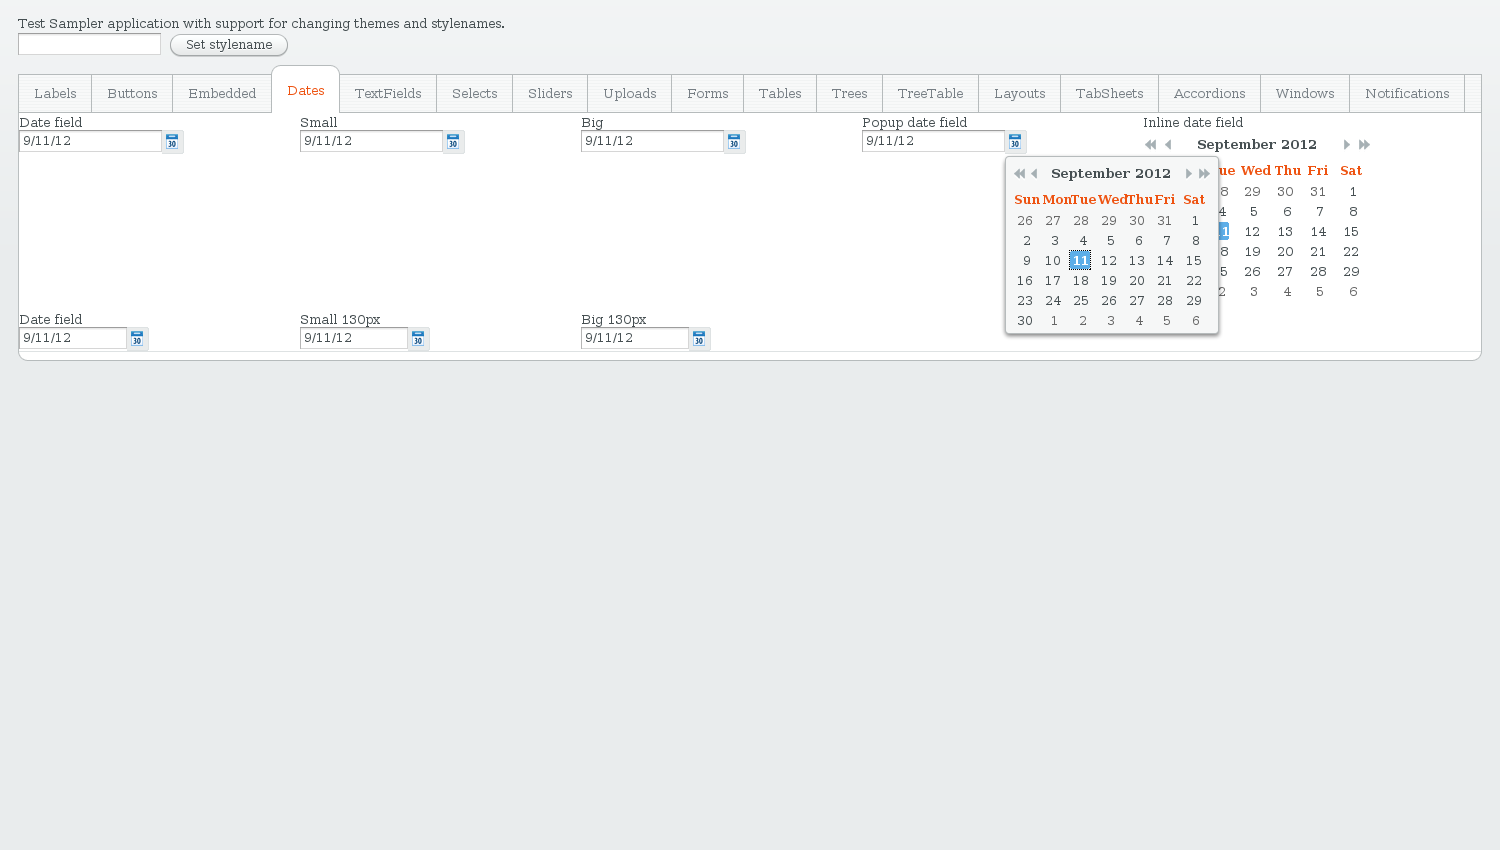 Test Sampler application with support for changing themes and stylenames.
Set stylename
Labels Buttons Embedded Dates TextFields Selects Sliders Uploads Forms Tables Trees TreeTable Layouts TabSheets Accordions Windows Notifications
Date field Small Big Popup date field Inline date field
9/11/12 30 9/11/12 30 9/11/12 30 9/11/12 30
September 2012
September 2012
ue Wed Thu Fri Sat
8 29 30 31 1
4 5 6 7 8
1 12 13 14 15
8 19 20 21 22
5 26 27 28 29
2 3 4 5 6
Sun Mon Tue Wed Thu Fri Sat
26 27 28 29 30 31 1
2 3 4 5 6 7 8
9 10 11 12 13 14 15
16 17 18 19 20 21 22
23 24 25 26 27 28 29
30 1 2 3 4 5 6
Date field Small 130px Big 130px
9/11/12 30 9/11/12 30 9/11/12 30